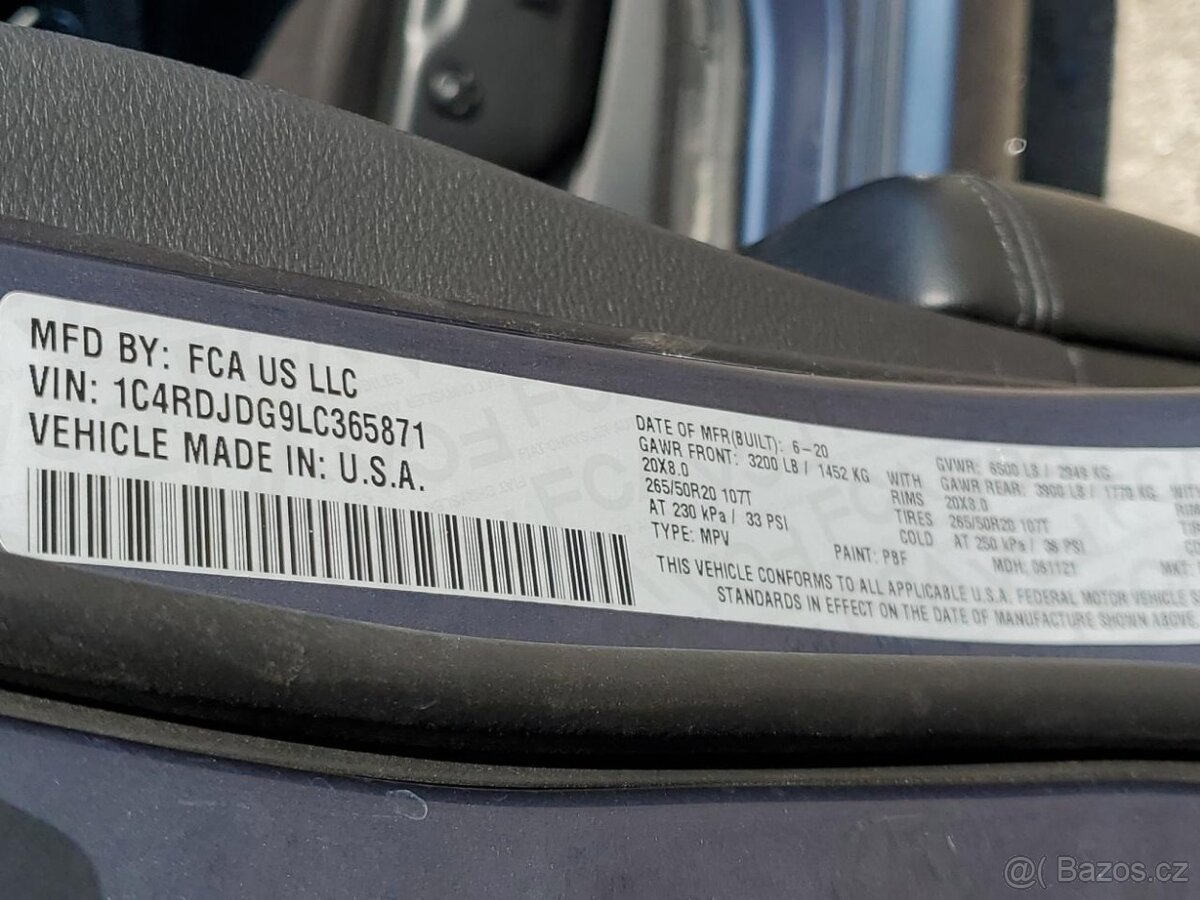 MFD BY: FCA US LLC
VIN: 1C4RDJDG9LC365871
VEHICLE MADE IN: U.S.A.
DATE OF MFR(BUILT): 6-20
GAWR FRONT: 3200 LB / 1452 KG WITH
20X8.0 RIMS
265/50R20 107T TIRES
AT 230 kPa / 33 PSI COLD
TYPE: MPV PAINT: PBF
GVWR: 6500 LB / 2949 KG
GAWR REAR: 3900 LB / 1770 KG WITH
20X8.0
265/50R20 107T
AT 250 kPa / 36 PSI
MDH: 061121 MKT:
THIS VEHICLE CONFORMS TO ALL APPLICABLE U.S.A. FEDERAL MOTOR VEHICLE
STANDARDS IN EFFECT ON THE DATE OF MANUFACTURE SHOWN ABOVE.
@( Bazos.cz